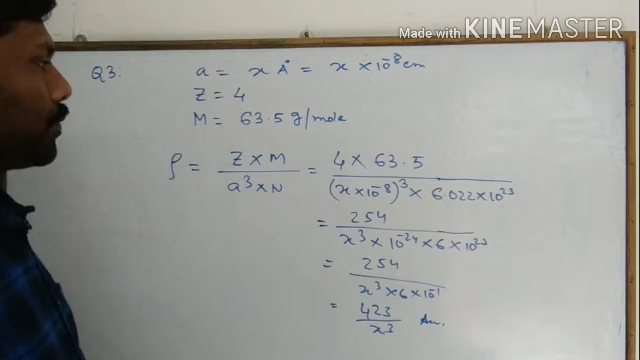 Made with KINEMASTER
Q3. a = x Å = x × 10⁻⁸ cm
Z = 4
M = 63.5 g/mole
ρ = Z × M / a³ × N = 4 × 63.5 / (x × 10⁻⁸)³ × 6.022 × 10²³
= 254 / x³ × 10⁻²⁴ × 6 × 10²³
= 254 / x³ × 6 × 10⁻¹
= 423 / x³ Ans.